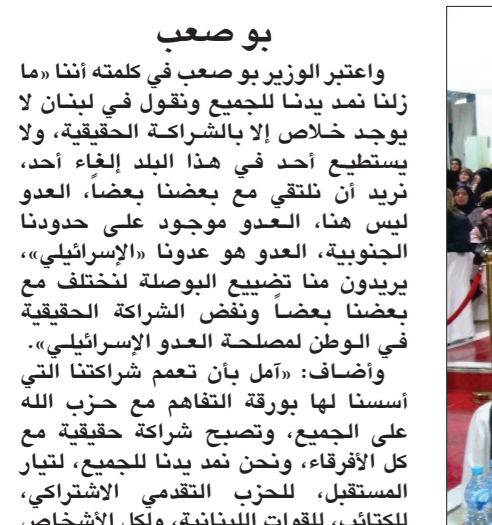 بو صعب
واعتبر الوزير بو صعب في كلمته أننا «ما
زلنا نمد يدنا للجميع ونقول في لبنان لا
يوجد خلاص إلا بالشراكة الحقيقية، ولا
يستطيع أحد في هذا البلد إلغاء أحد،
نريد أن نلتقي مع بعضنا بعضاً، العدو
ليس هنا، العدو موجود على حدودنا
الجنوبية، العدو هو عدونا «الإسرائيلي»،
يريدون منا تضييع البوصلة لنختلف مع
بعضنا بعضاً ونفض الشراكة الحقيقية
في الوطن لمصلحة العدو الإسرائيلي».
وأضاف: «آمل بأن تعمم شراكتنا التي
أسسنا لها بورقة التفاهم مع حزب الله
على الجميع، وتصبح شراكة حقيقية مع
كل الأفرقاء، ونحن نمد يدنا للجميع، لتيار
المستقبل، للحزب التقدمي الاشتراكي،
للكتائب، للقوات اللبنانية، ولكل الأشخاص